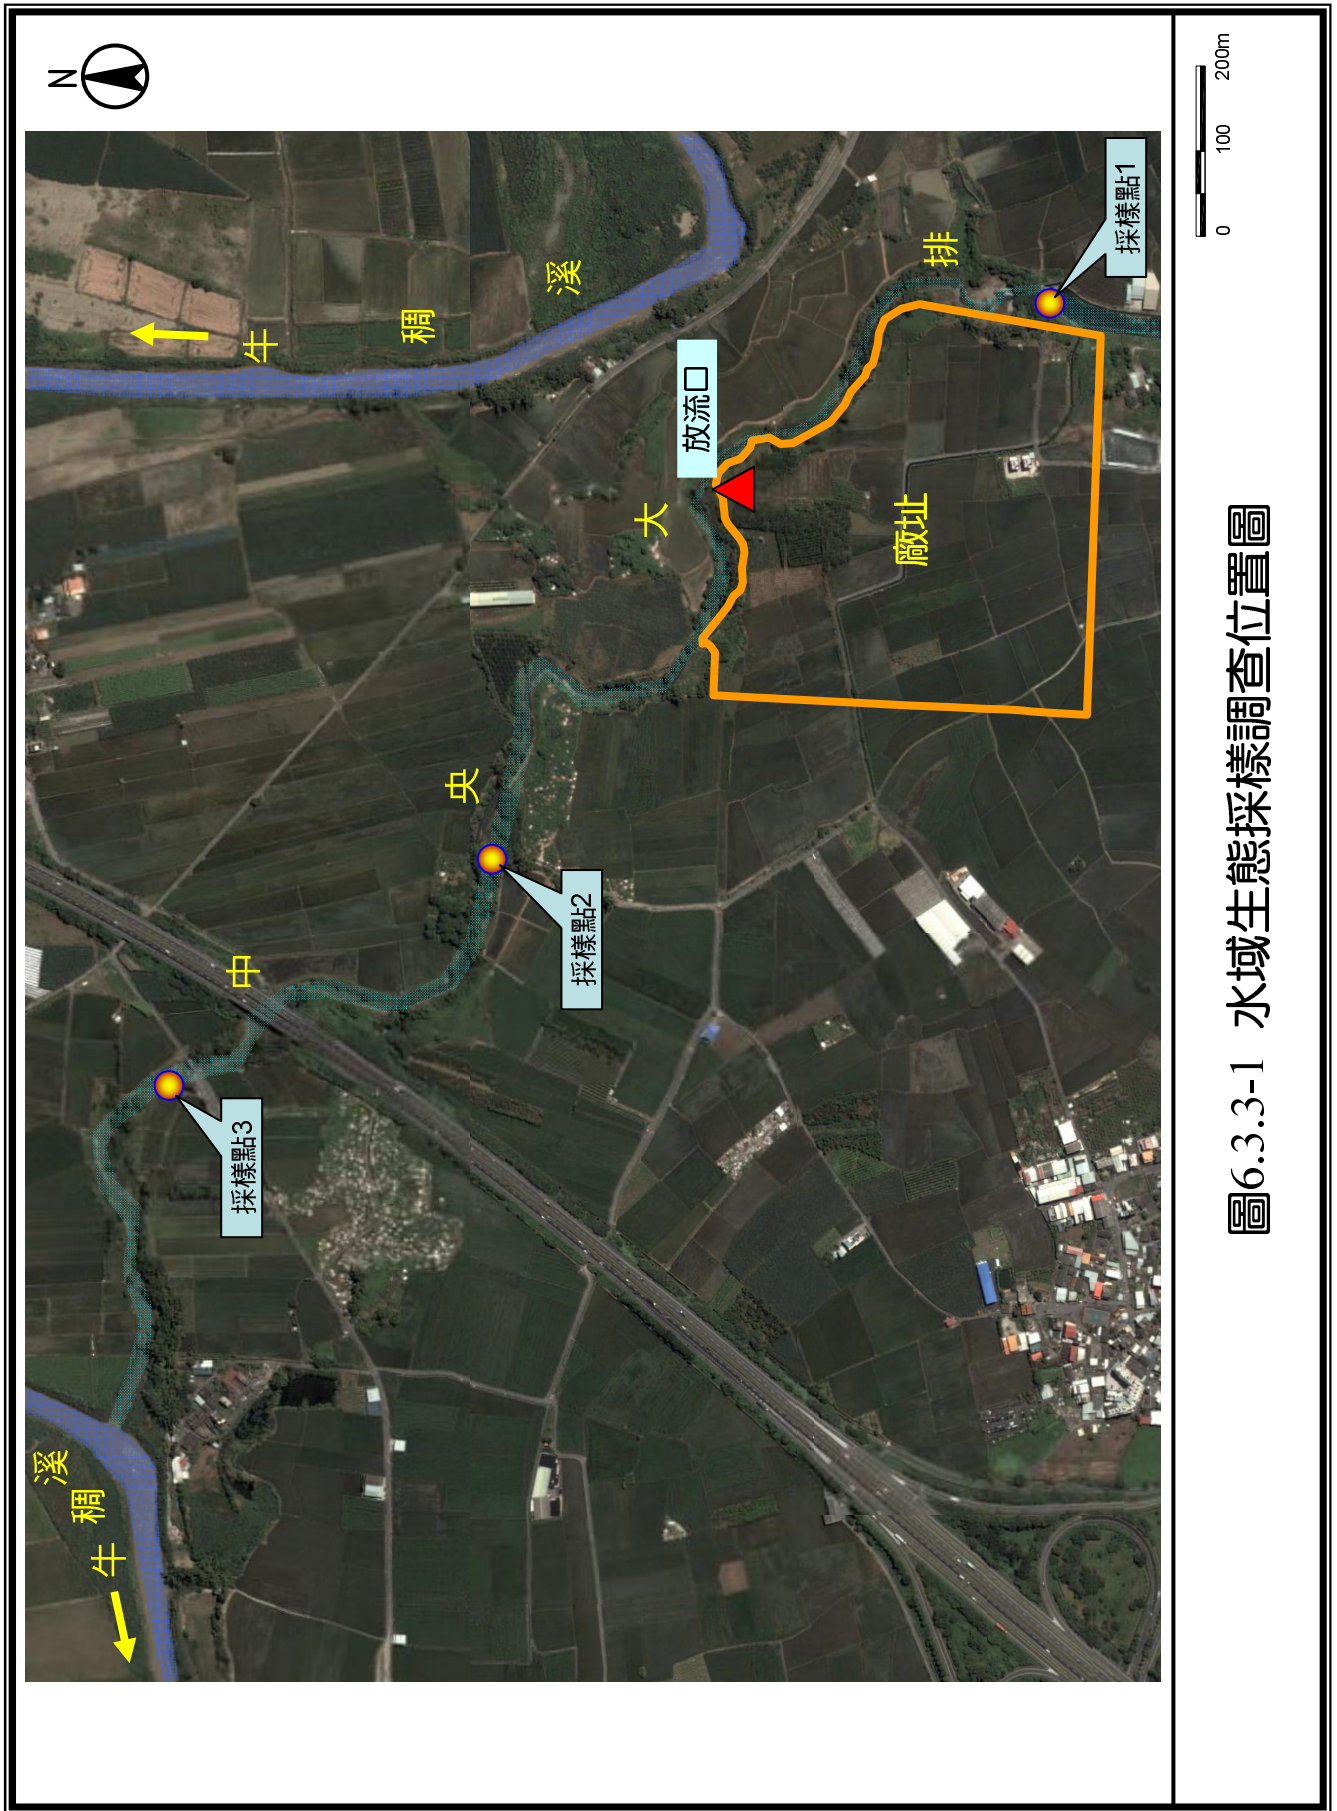 N
牛稠溪
放流口
中央大排
廠址
採樣點1
採樣點2
採樣點3
牛稠溪
0 100 200m
圖6.3.3-1 水域生態採樣調查位置圖